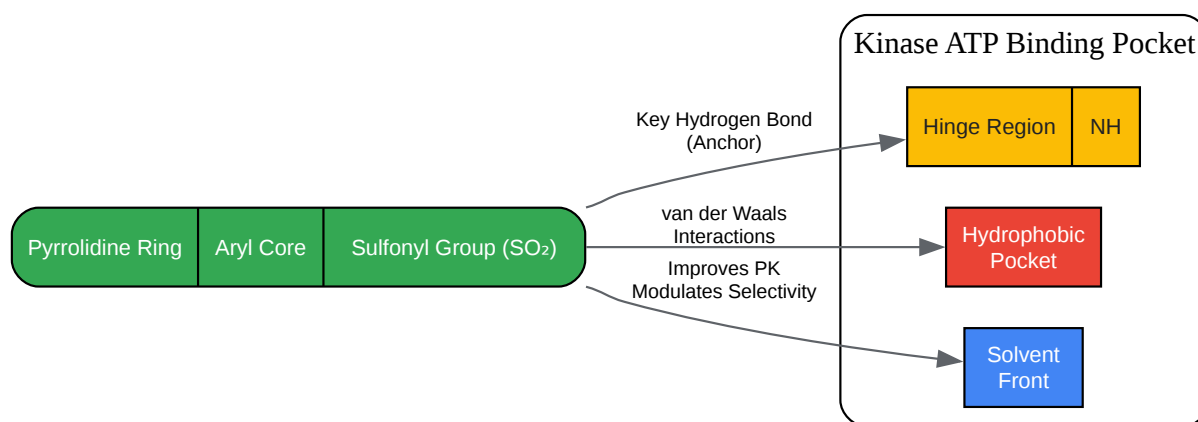 Kinase ATP Binding Pocket
Key Hydrogen Bond
(Anchor)
Hinge Region
NH
Pyrrolidine Ring
Aryl Core
Sulfonyl Group (SO₂)
van der Waals
Interactions
Hydrophobic
Pocket
Improves PK
Modulates Selectivity
Solvent
Front